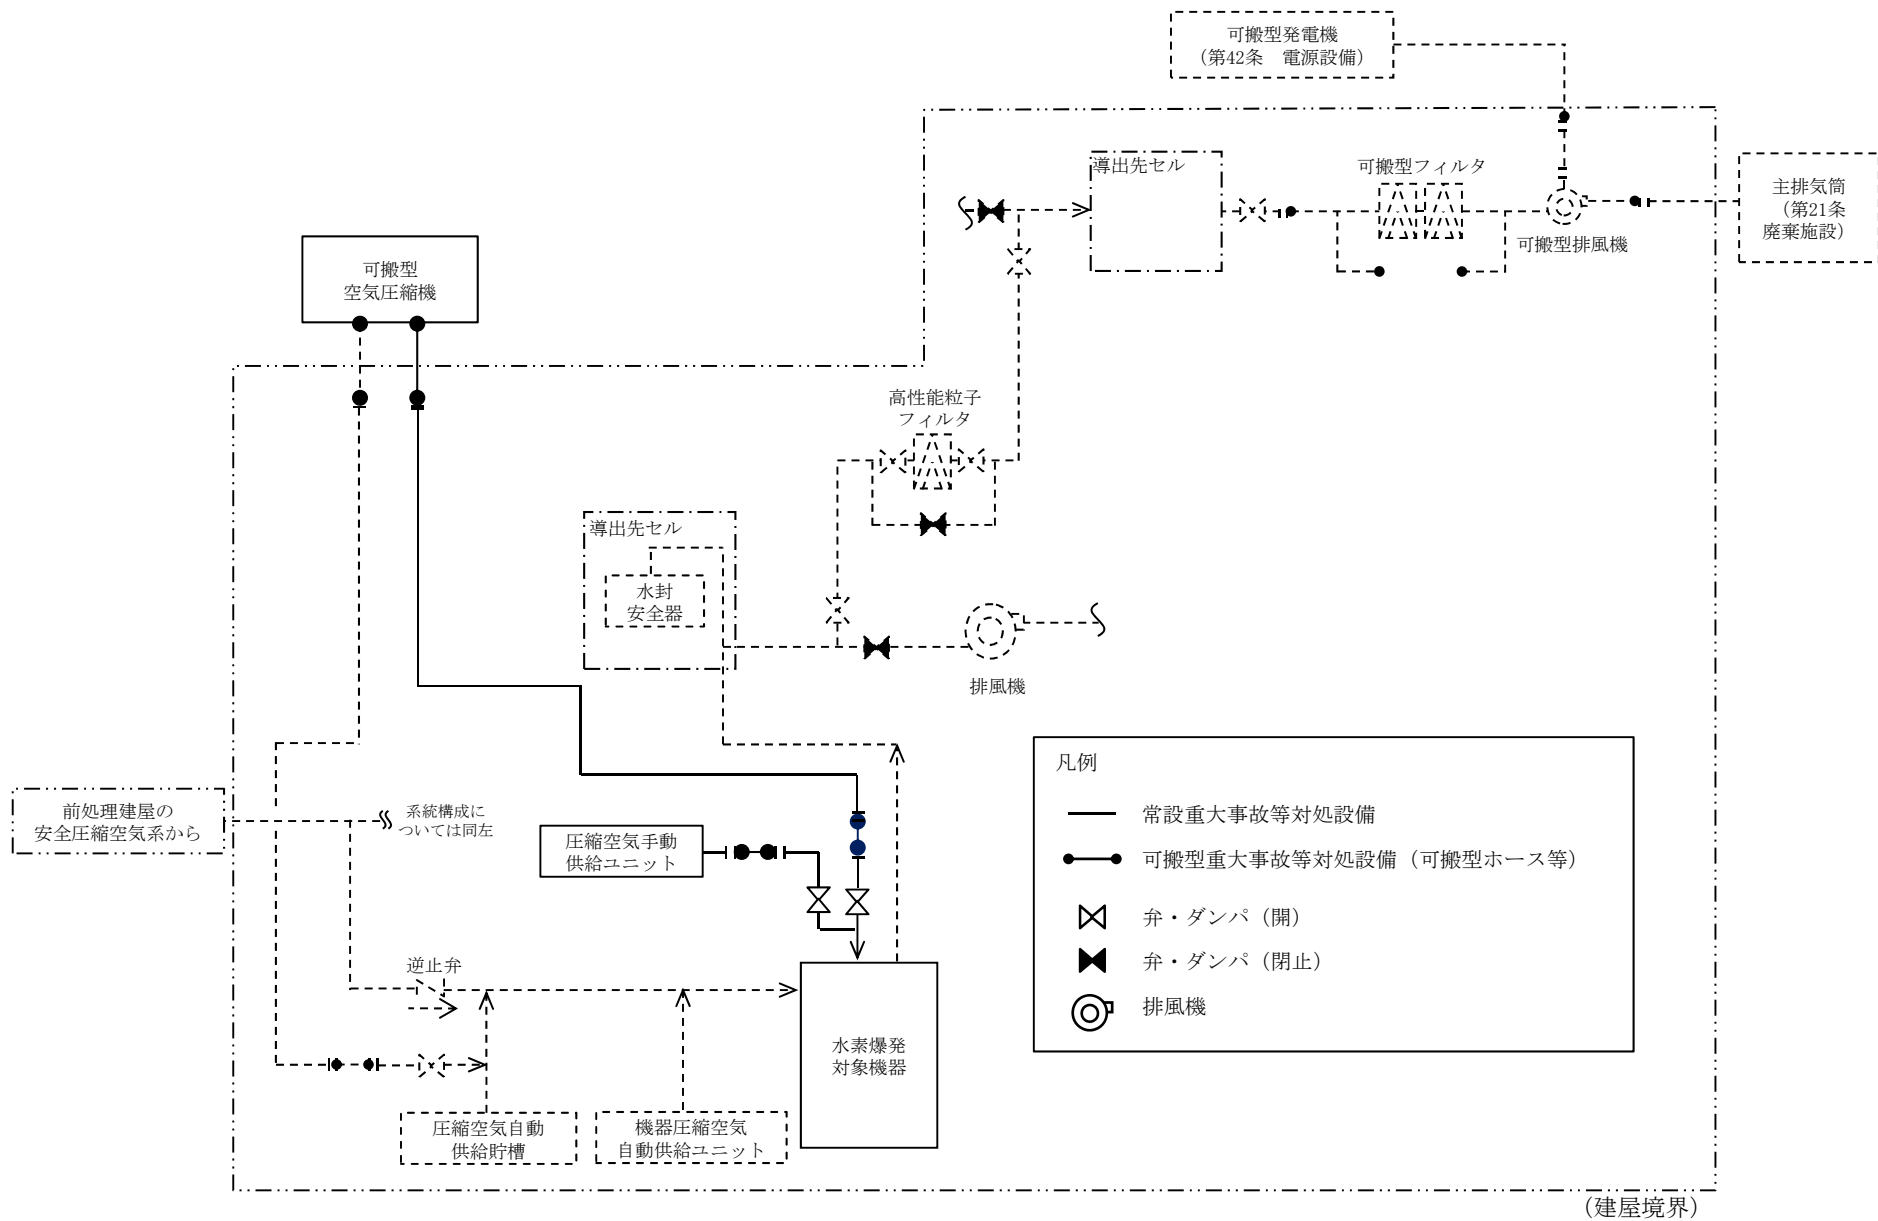 可搬型発電機
（第42条　電源設備）
導出先セル
可搬型フィルタ
主排気筒
（第21条
廃棄施設）
可搬型排風機
可搬型
空気圧縮機
高性能粒子
フィルタ
導出先セル
水封
安全器
排風機
前処理建屋の
安全圧縮空気系から
系統構成に
ついては同左
圧縮空気手動
供給ユニット
逆止弁
水素爆発
対象機器
圧縮空気自動
供給貯槽
機器圧縮空気
自動供給ユニット
凡例
常設重大事故等対処設備
可搬型重大事故等対処設備（可搬型ホース等）
弁・ダンパ（開）
弁・ダンパ（閉止）
排風機
（建屋境界）